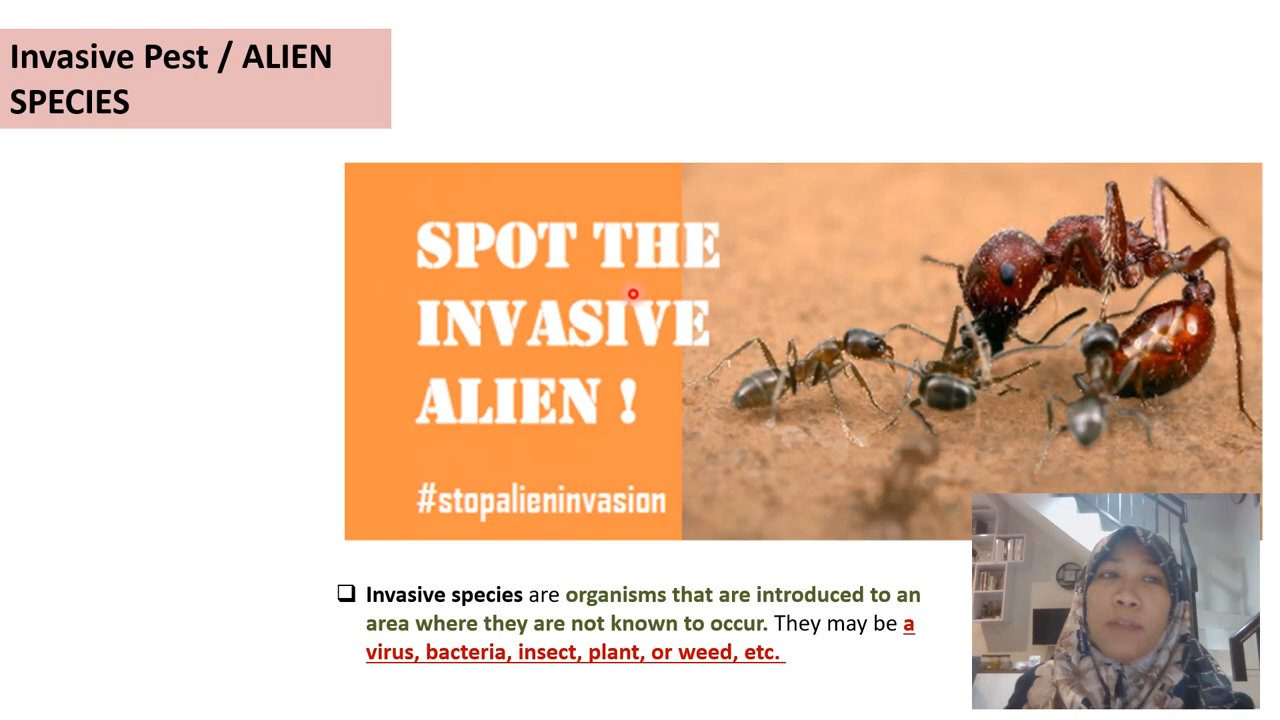 Invasive Pest / ALIEN
SPECIES
SPOT THE
INVASIVE
ALIEN !
#stopalieninvasion
Invasive species are organisms that are introduced to an
area where they are not known to occur. They may be a
virus, bacteria, insect, plant, or weed, etc.